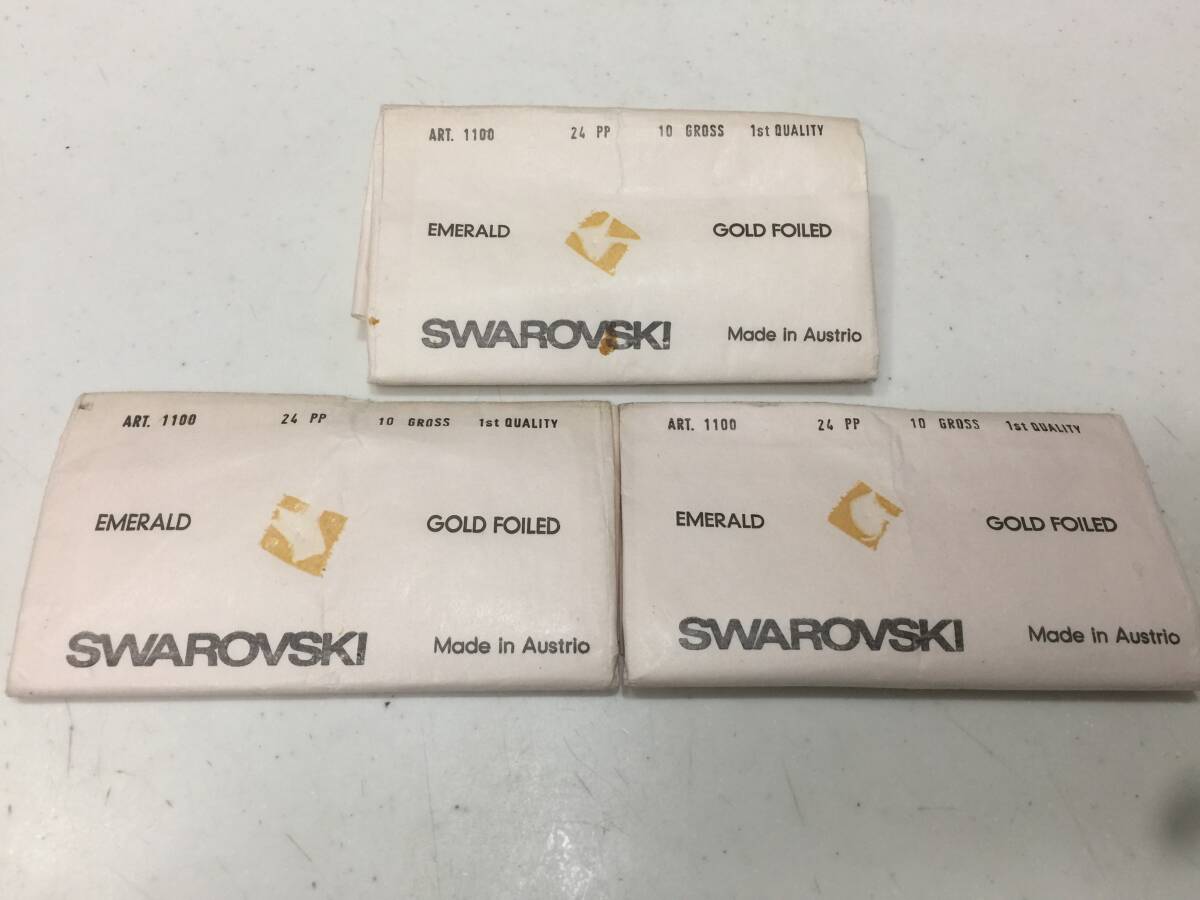 ART. 1100 24 PP 10 GROSS 1st QUALITY
EMERALD GOLD FOILED
SWAROVSKI Made in Austrio
ART. 1100 24 PP 10 GROSS 1st QUALITY
EMERALD GOLD FOILED
SWAROVSKI Made in Austrio
ART. 1100 24 PP 10 GROSS 1st QUALITY
EMERALD GOLD FOILED
SWAROVSKI Made in Austrio